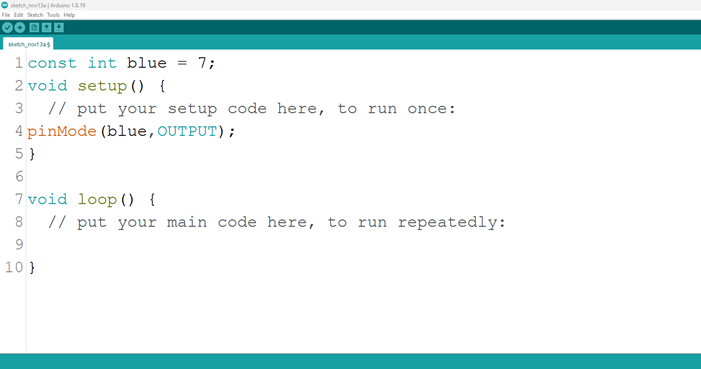 sketch_nov13a | Arduino 1.8.19
File Edit Sketch Tools Help
sketch_nov13a §
1 const int blue = 7;
2 void setup() {
3 // put your setup code here, to run once:
4 pinMode(blue,OUTPUT);
5 }
6
7 void loop() {
8 // put your main code here, to run repeatedly:
9
10 }